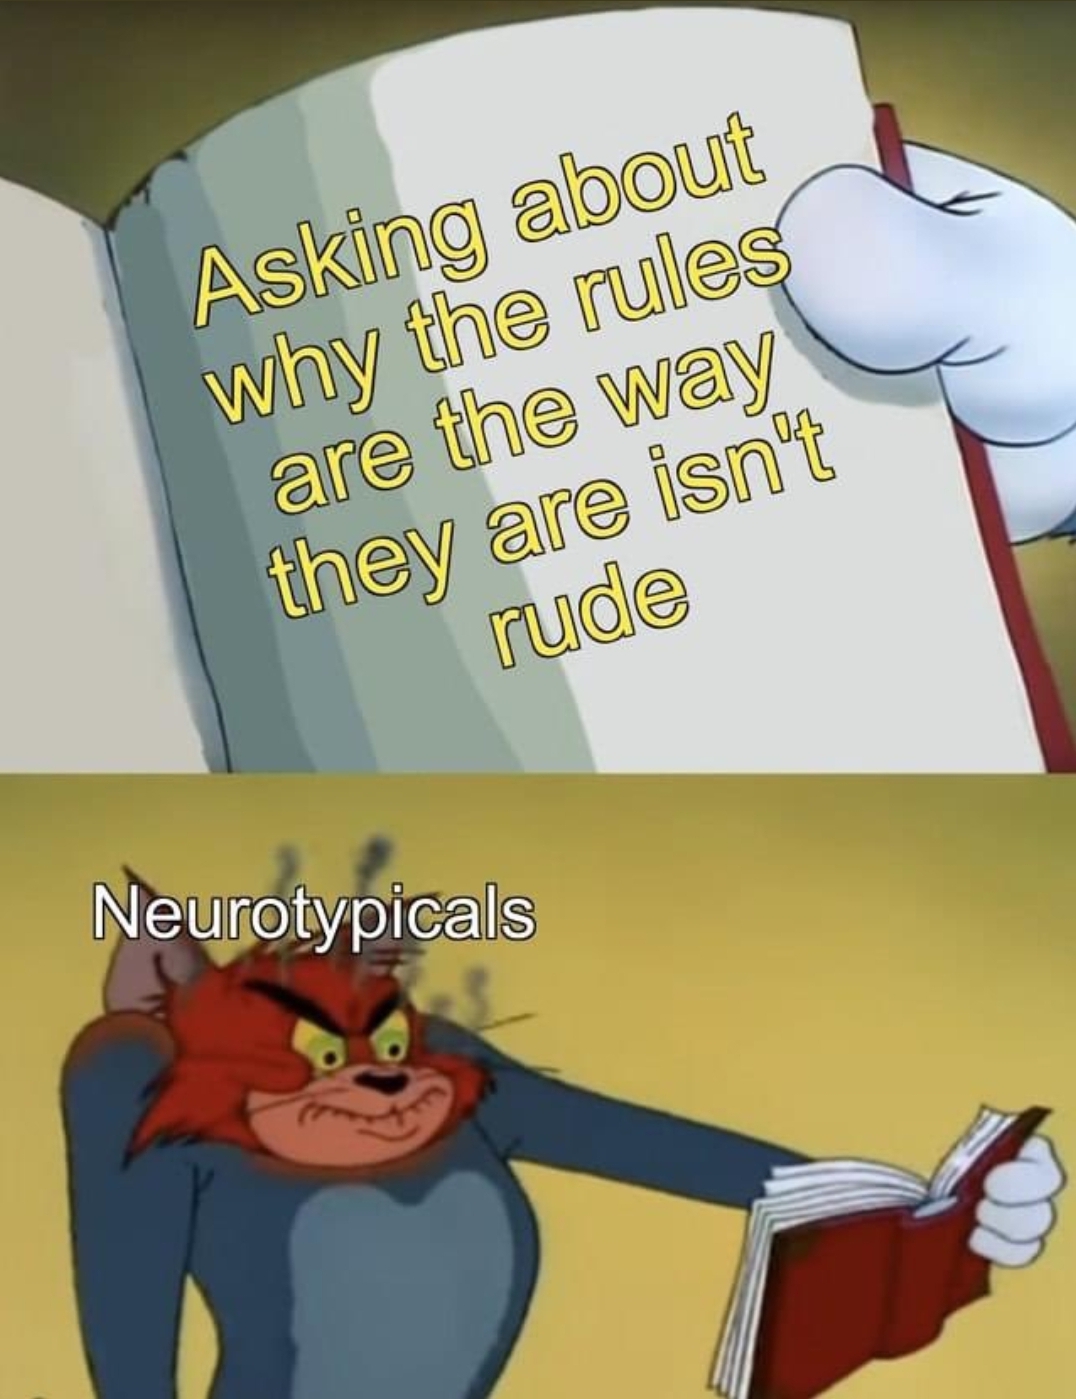 Asking about
why the rules
are the way
they are isn't
rude
Neurotypicals